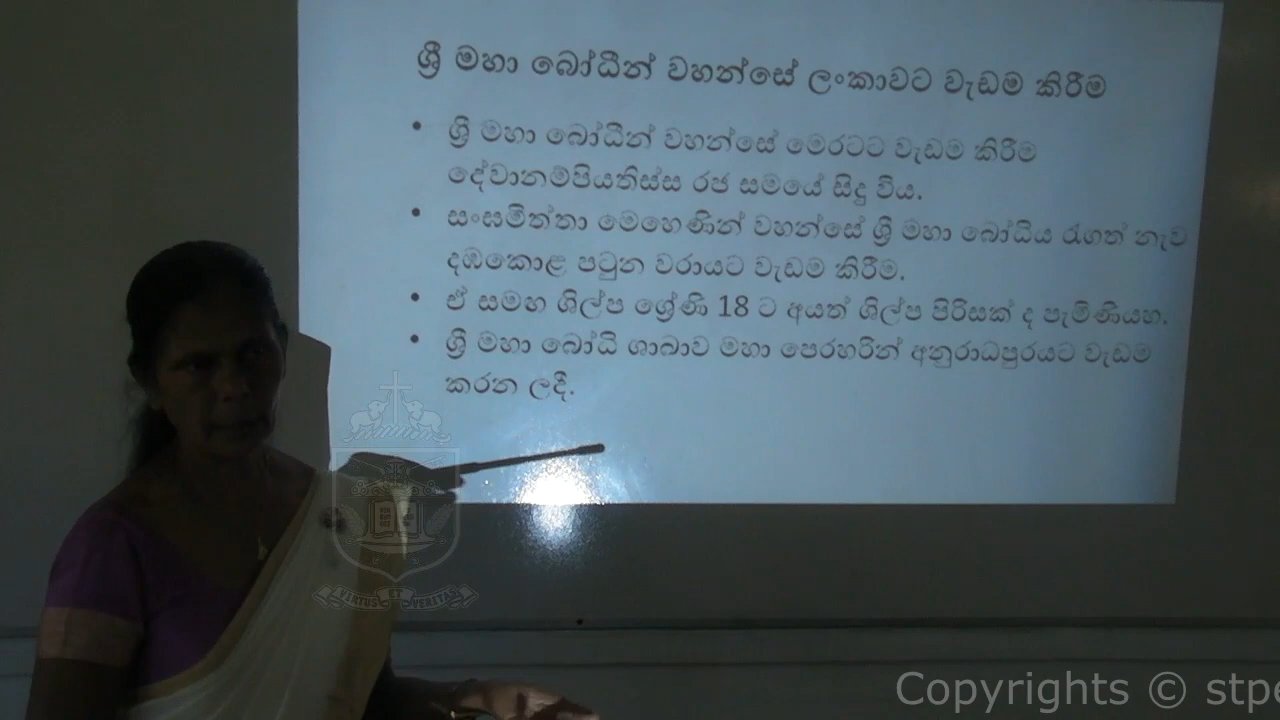 ශ්‍රී මහා බෝධීන් වහන්සේ ලංකාවට වැඩම කිරීම
• ශ්‍රී මහා බෝධීන් වහන්සේ මෙරටට වැඩම කිරීම
දේවානම්පියතිස්ස රජ සමයේ සිදු විය.
• සංඝමිත්තා මෙහෙණින් වහන්සේ ශ්‍රී මහා බෝධිය රැගත් නැව
දඹකොළ පටුන වරායට වැඩම කිරීම.
• ඒ සමඟ ශිල්ප ශ්‍රේණි 18 ට අයත් ශිල්ප පිරිසක් ද පැමිණියහ.
• ශ්‍රී මහා බෝධි ශාඛාව මහා පෙරහරින් අනුරාධපුරයට වැඩම
කරන ලදී.
VIRTUS ET VERITAS
Copyrights © stpe